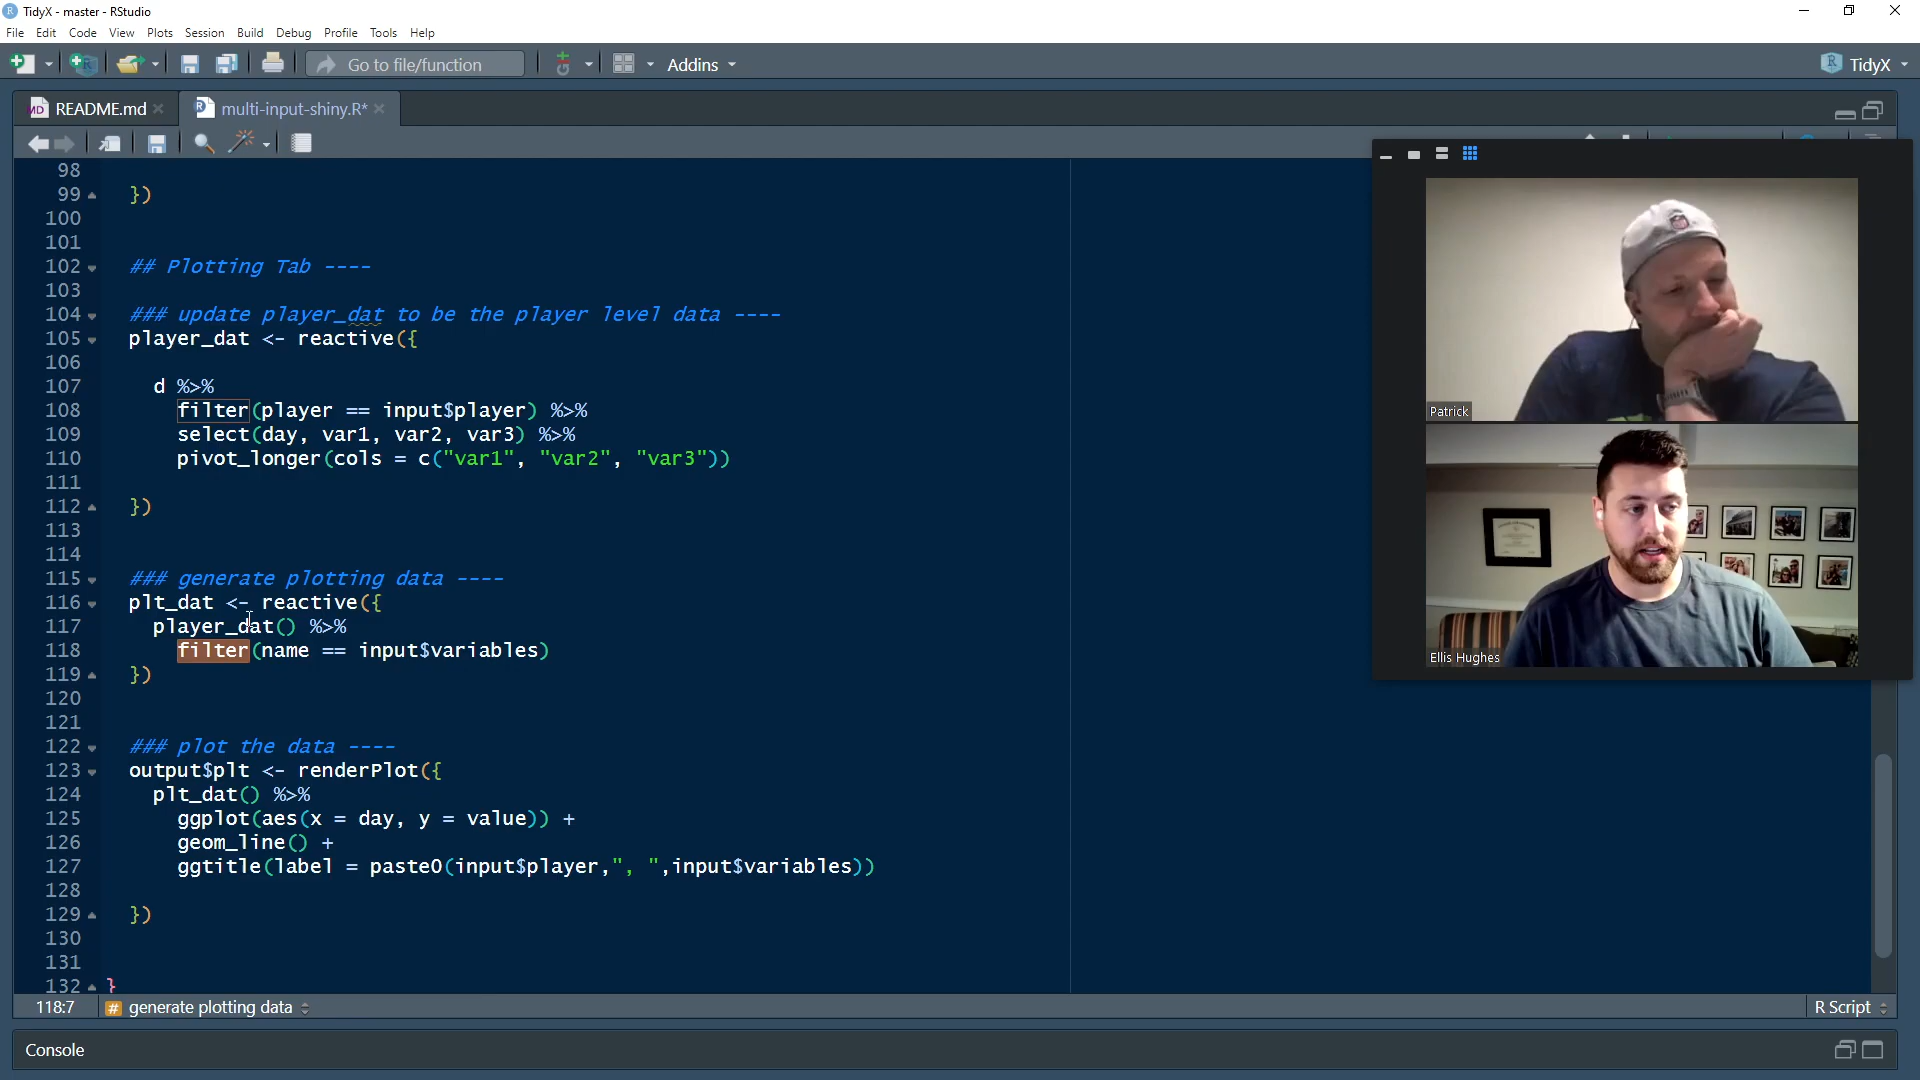 TidyX - master - RStudio
File Edit Code View Plots Session Build Debug Profile Tools Help
Go to file/function
Addins
TidyX
README.md
multi-input-shiny.R*
98
99 })
100
101
102 ## Plotting Tab ----
103
104 ### update player_dat to be the player level data ----
105 player_dat <- reactive({
106
107 d %>%
108 filter(player == input$player) %>%
109 select(day, var1, var2, var3) %>%
110 pivot_longer(cols = c("var1", "var2", "var3"))
111
112 })
113
114
115 ### generate plotting data ----
116 plt_dat <- reactive({
117 player_dat() %>%
118 filter(name == input$variables)
119 })
120
121
122 ### plot the data ----
123 output$plt <- renderPlot({
124 plt_dat() %>%
125 ggplot(aes(x = day, y = value)) +
126 geom_line() +
127 ggtitle(label = paste0(input$player,", ",input$variables))
128
129 })
130
131
132 }
Patrick
Ellis Hughes
118:7 # generate plotting data
R Script
Console